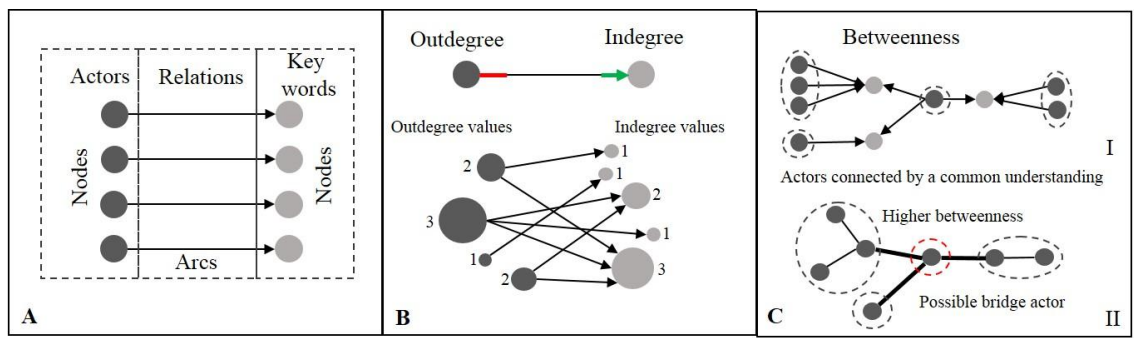 Actors
Relations
Key
words
Nodes
Nodes
Arcs
A
Outdegree
Indegree
Outdegree values
Indegree values
2
3
1
2
1
1
2
1
3
B
Betweenness
I
Actors connected by a common understanding
Higher betweenness
Possible bridge actor
C
II